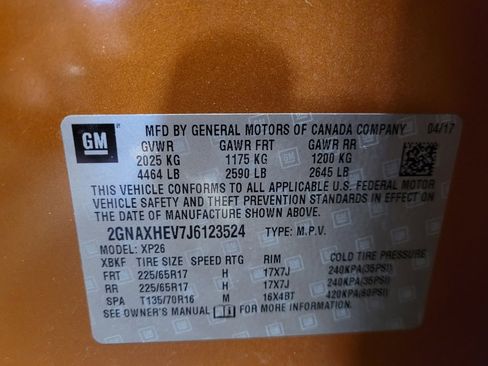 GM
MFD BY GENERAL MOTORS OF CANADA COMPANY 04/17
GVWR GAWR FRT GAWR RR
2025 KG 1175 KG 1200 KG
4464 LB 2590 LB 2645 LB
THIS VEHICLE CONFORMS TO ALL APPLICABLE U.S. FEDERAL MOTOR
VEHICLE SAFETY AND THEFT PREVENTION STANDARDS IN EFFECT ON
THE DATE OF MANUFACTURE SHOWN ABOVE.
2GNAXHEV7J6123524 TYPE: M.P.V.
MODEL: XP26
XBKF TIRE SIZE SPEED RTG RIM COLD TIRE PRESSURE
FRT 225/65R17 H 17X7J 240KPA(35PSI)
RR 225/65R17 H 17X7J 240KPA(35PSI)
SPA T135/70R16 M 16X4BT 420KPA(60PSI)
SEE OWNER'S MANUAL i FOR MORE INFORMATION.